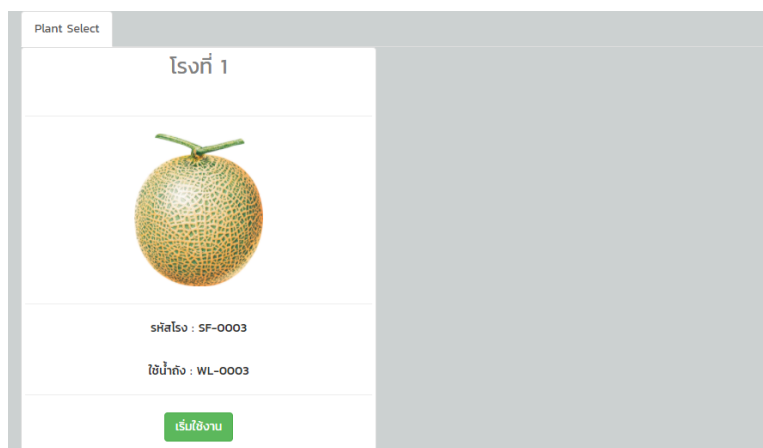 Plant Select
โรงที่ 1
รหัสโรง : SF-0003
ใช้น้ำถัง : WL-0003
เริ่มใช้งาน